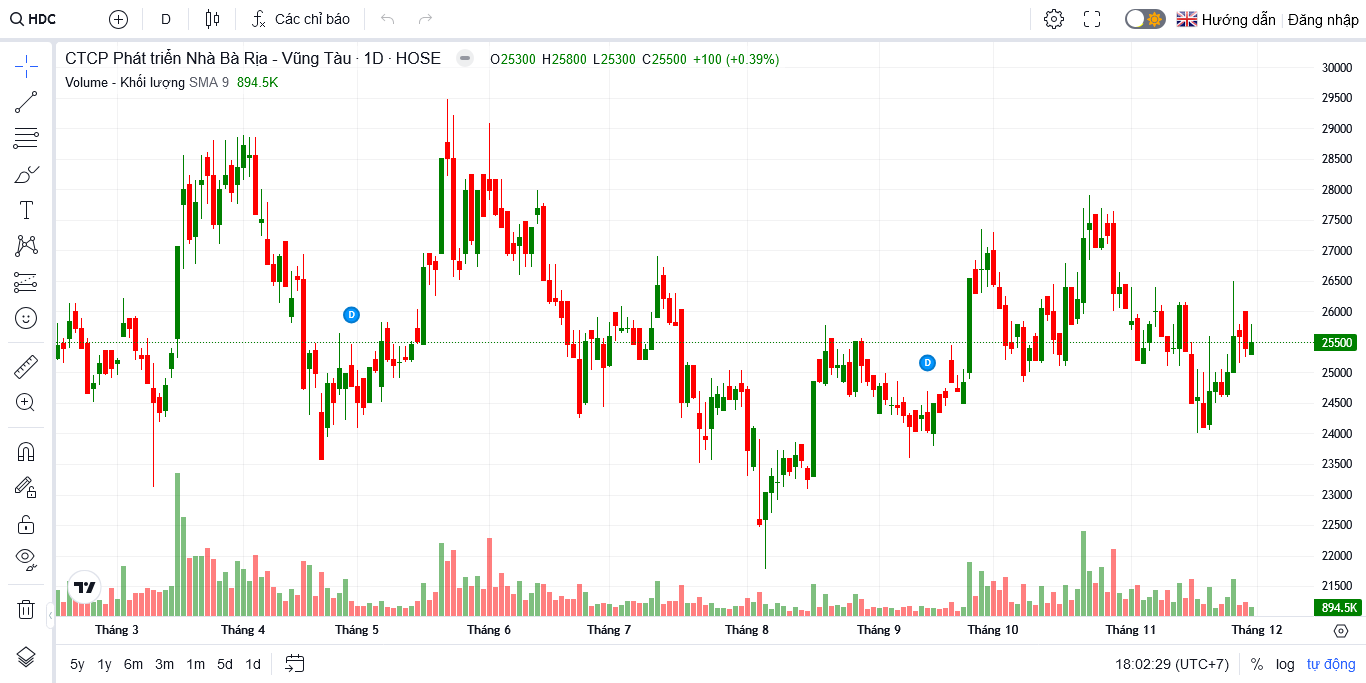 HDC D Các chỉ báo Hướng dẫn Đăng nhập
CTCP Phát triển Nhà Bà Rịa - Vũng Tàu · 1D · HOSE O25300 H25800 L25300 C25500 +100 (+0.39%)
Volume - Khối lượng SMA 9 894.5K
30000
29500
29000
28500
28000
27500
27000
26500
26000
25500
25000
24500
24000
23500
23000
22500
22000
21500
894.5K
D
D
Tháng 3 Tháng 4 Tháng 5 Tháng 6 Tháng 7 Tháng 8 Tháng 9 Tháng 10 Tháng 11 Tháng 12
5y 1y 6m 3m 1m 5d 1d 18:02:29 (UTC+7) % log tự động